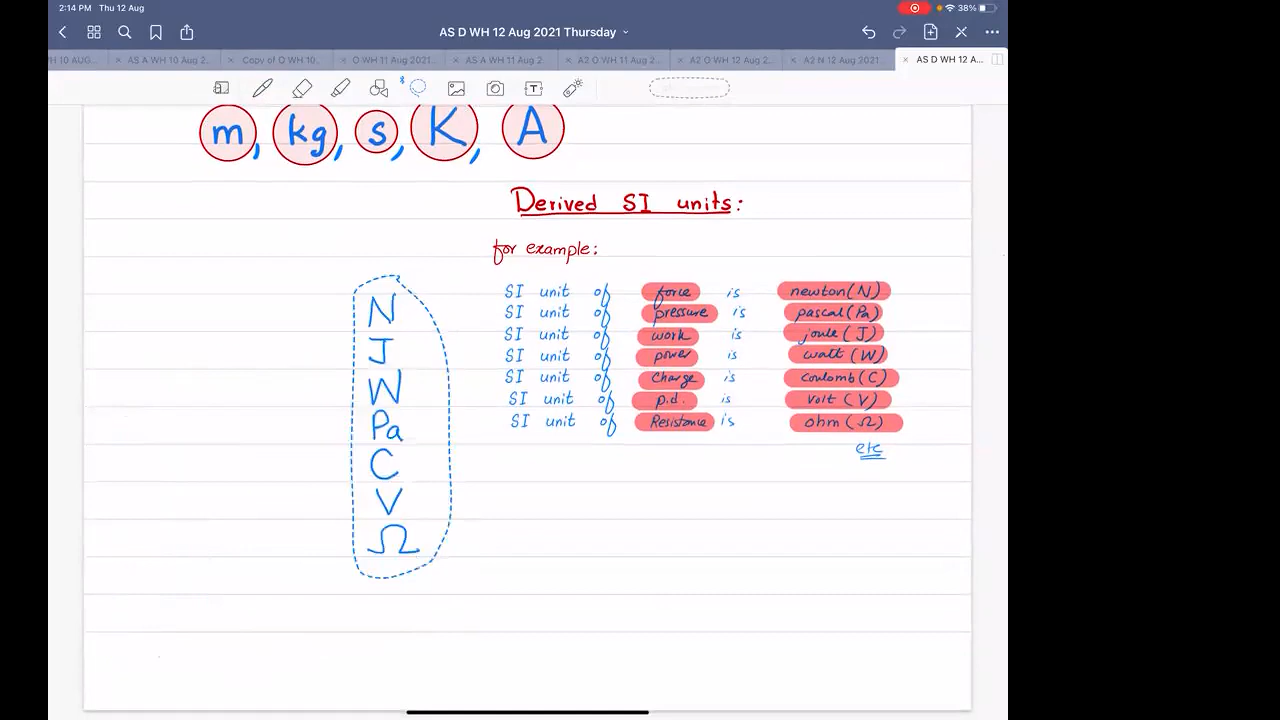 2:14 PM Thu 12 Aug
38%
AS D WH 12 Aug 2021 Thursday
H 10 AUG...
AS A WH 10 Aug 2...
Copy of O WH 10...
O WH 11 Aug 2021...
AS A WH 11 Aug 2...
A2 O WH 11 Aug 2...
A2 O WH 12 Aug 2...
A2 N 12 Aug 2021...
AS D WH 12 A...
m, kg, s, K, A
Derived SI units:
for example:
SI unit of force is newton (N)
SI unit of pressure is pascal (Pa)
SI unit of work is joule (J)
SI unit of power is watt (W)
SI unit of Charge is coulomb (C)
SI unit of p.d. is volt (V)
SI unit of Resistance is ohm (Ω)
etc
N
J
W
Pa
C
V
Ω